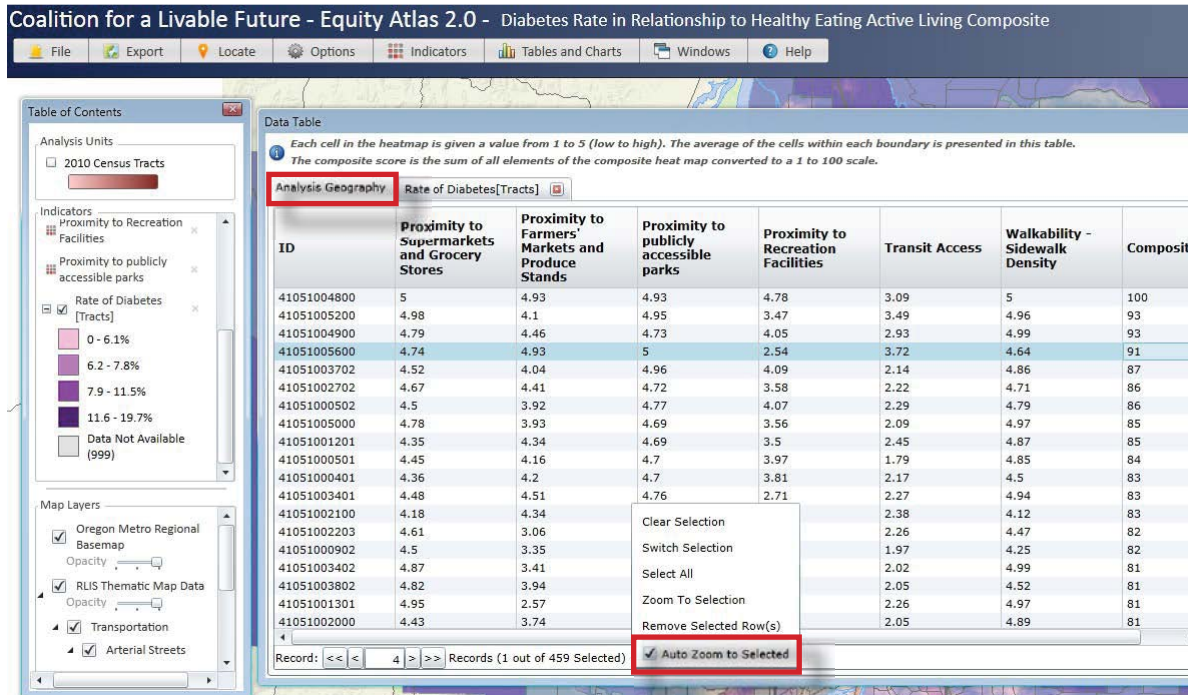 Coalition for a Livable Future - Equity Atlas 2.0 - Diabetes Rate in Relationship to Healthy Eating Active Living Composite
File Export Locate Options Indicators Tables and Charts Windows Help
Table of Contents
Analysis Units
2010 Census Tracts
Indicators
Proximity to Recreation
Facilities
Proximity to publicly
accessible parks
Rate of Diabetes
[Tracts]
0 - 6.1%
6.2 - 7.8%
7.9 - 11.5%
11.6 - 19.7%
Data Not Available
(999)
Map Layers
Oregon Metro Regional
Basemap
Opacity
RLIS Thematic Map Data
Opacity
Transportation
Arterial Streets
Data Table
Each cell in the heatmap is given a value from 1 to 5 (low to high). The average of the cells within each boundary is presented in this table.
The composite score is the sum of all elements of the composite heat map converted to a 1 to 100 scale.
Analysis Geography Rate of Diabetes[Tracts]
ID
Proximity to
Supermarkets
and Grocery
Stores
Proximity to
Farmers'
Markets and
Produce
Stands
Proximity to
publicly
accessible
parks
Proximity to
Recreation
Facilities
Transit Access
Walkability -
Sidewalk
Density
Composit
41051004800 5 4.93 4.93 4.78 3.09 5 100
41051005200 4.98 4.1 4.95 3.47 3.49 4.96 93
41051004900 4.79 4.46 4.73 4.05 2.93 4.99 93
41051005600 4.74 4.93 5 2.54 3.72 4.64 91
41051003702 4.52 4.04 4.96 4.09 2.14 4.86 87
41051002702 4.67 4.41 4.72 3.58 2.22 4.71 86
41051000502 4.5 3.92 4.77 4.07 2.29 4.79 86
41051005000 4.78 3.93 4.69 3.56 2.09 4.97 85
41051001201 4.35 4.34 4.69 3.5 2.45 4.87 85
41051000501 4.45 4.16 4.7 3.97 1.79 4.85 84
41051000401 4.36 4.2 4.7 3.81 2.17 4.5 83
41051003401 4.48 4.51 4.76 2.71 2.27 4.94 83
41051002100 4.18 4.34 2.38 4.12 83
41051002203 4.61 3.06 2.26 4.47 82
41051000902 4.5 3.35 1.97 4.25 82
41051003402 4.87 3.41 2.02 4.99 81
41051003802 4.82 3.94 2.05 4.52 81
41051001301 4.95 2.57 2.26 4.97 81
41051002000 4.43 3.74 2.05 4.89 81
Clear Selection
Switch Selection
Select All
Zoom To Selection
Remove Selected Row(s)
Auto Zoom to Selected
Record: << < 4 > >> Records (1 out of 459 Selected)